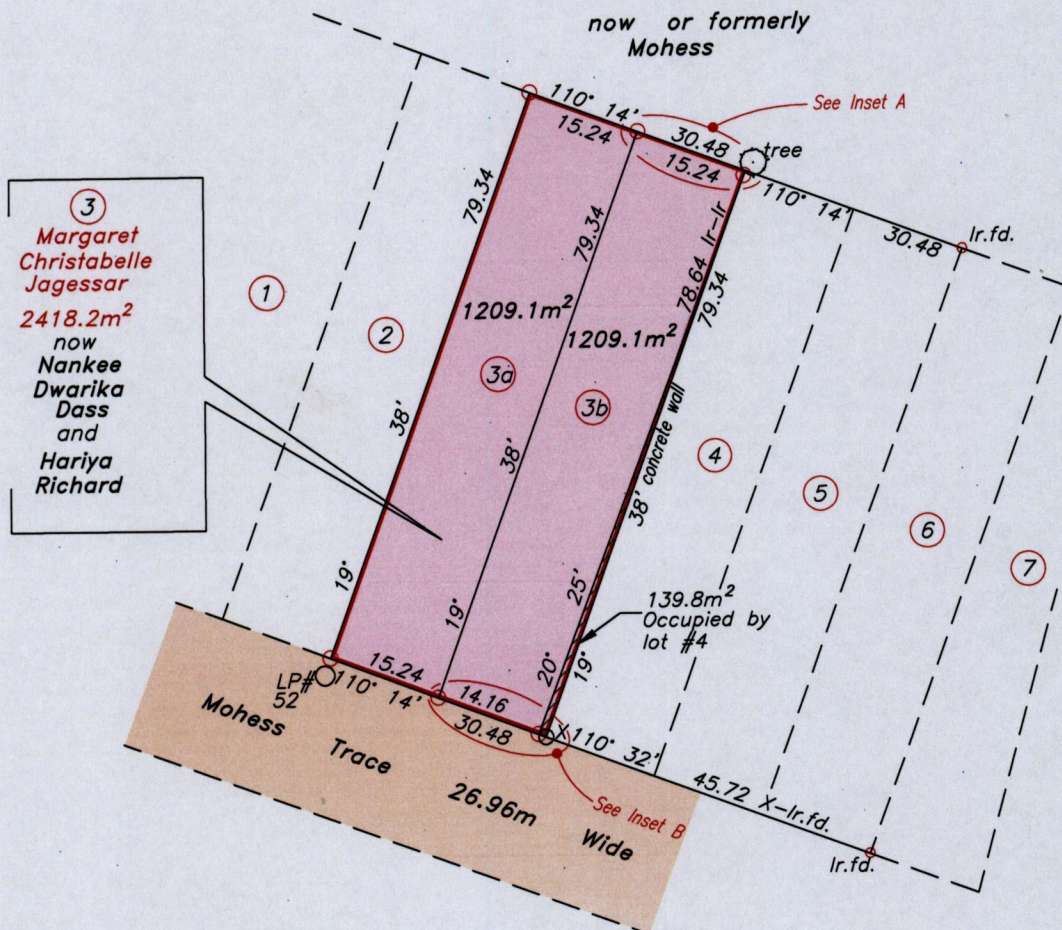 now or formerly
Mohess
110° 14'
15.24
See Inset A
30.48
15.24
tree
110° 14'
30.48
Ir.fd.
3
Margaret
Christabelle
Jagessar
2418.2m²
now
Nankee
Dwarika
Dass
and
Hariya
Richard
1
2
79.34
38'
19°
1209.1m²
3a
79.34
38'
19°
1209.1m²
3b
78.64 Ir-Ir
79.34
38' concrete wall
25'
20°
19°
4
5
6
7
139.8m²
Occupied by
lot #4
LP#
52
15.24
110° 14'
14.16
30.48
X
110° 32'
45.72 X-Ir.fd.
Ir.fd.
See Inset B
Mohess Trace 26.96m Wide